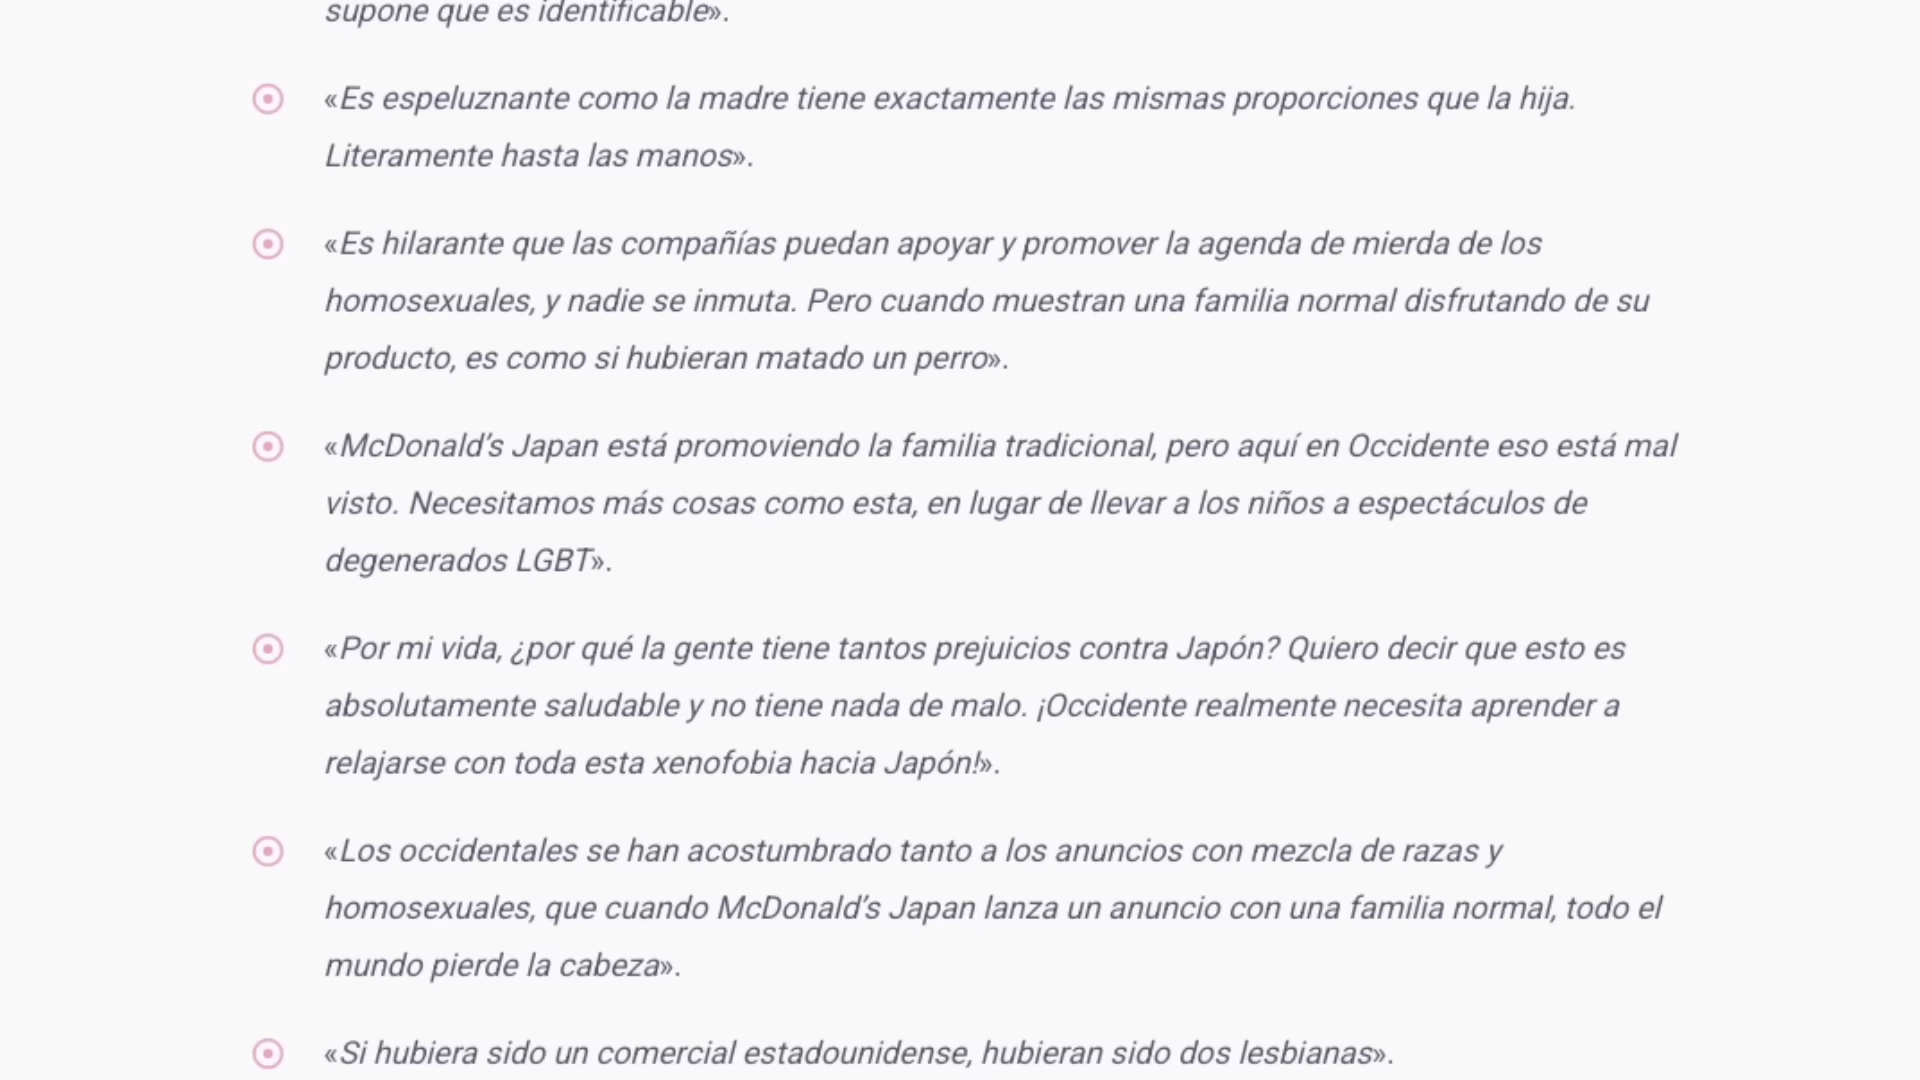 supone que es identificable».
«Es espeluznante como la madre tiene exactamente las mismas proporciones que la hija.
Literamente hasta las manos».
«Es hilarante que las compañías puedan apoyar y promover la agenda de mierda de los
homosexuales, y nadie se inmuta. Pero cuando muestran una familia normal disfrutando de su
producto, es como si hubieran matado un perro».
«McDonald’s Japan está promoviendo la familia tradicional, pero aquí en Occidente eso está mal
visto. Necesitamos más cosas como esta, en lugar de llevar a los niños a espectáculos de
degenerados LGBT».
«Por mi vida, ¿por qué la gente tiene tantos prejuicios contra Japón? Quiero decir que esto es
absolutamente saludable y no tiene nada de malo. ¡Occidente realmente necesita aprender a
relajarse con toda esta xenofobia hacia Japón!».
«Los occidentales se han acostumbrado tanto a los anuncios con mezcla de razas y
homosexuales, que cuando McDonald’s Japan lanza un anuncio con una familia normal, todo el
mundo pierde la cabeza».
«Si hubiera sido un comercial estadounidense, hubieran sido dos lesbianas».